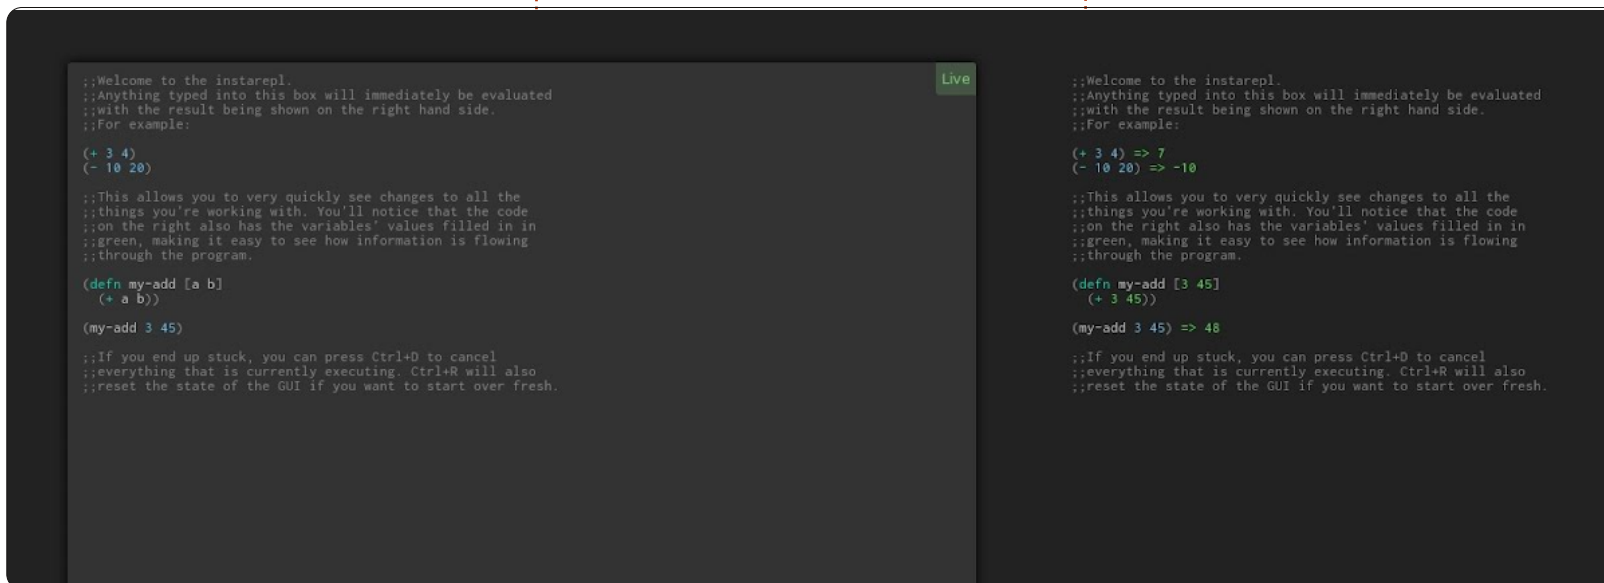 ;;Welcome to the instarepl.
;;Anything typed into this box will immediately be evaluated
;;with the result being shown on the right hand side.
;;For example:
(+ 3 4)
(- 10 20)
;;This allows you to very quickly see changes to all the
;;things you're working with. You'll notice that the code
;;on the right also has the variables' values filled in in
;;green, making it easy to see how information is flowing
;;through the program.
(defn my-add [a b]
  (+ a b))
(my-add 3 45)
;;If you end up stuck, you can press Ctrl+D to cancel
;;everything that is currently executing. Ctrl+R will also
;;reset the state of the GUI if you want to start over fresh.
Live
;;Welcome to the instarepl.
;;Anything typed into this box will immediately be evaluated
;;with the result being shown on the right hand side.
;;For example:
(+ 3 4) => 7
(- 10 20) => -10
;;This allows you to very quickly see changes to all the
;;things you're working with. You'll notice that the code
;;on the right also has the variables' values filled in in
;;green, making it easy to see how information is flowing
;;through the program.
(defn my-add [3 45]
  (+ 3 45))
(my-add 3 45) => 48
;;If you end up stuck, you can press Ctrl+D to cancel
;;everything that is currently executing. Ctrl+R will also
;;reset the state of the GUI if you want to start over fresh.